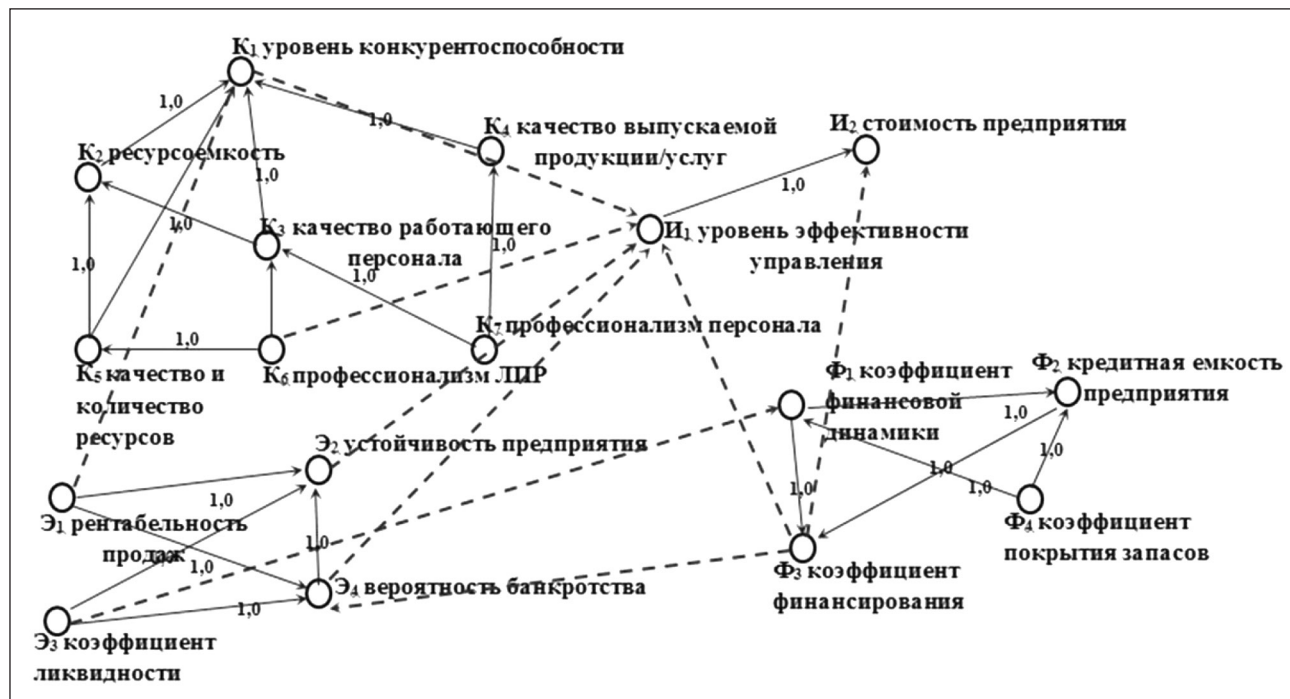 К₁ уровень конкурентоспособности
1,0
1,0
К₄ качество выпускаемой
продукции/услуг
И₂ стоимость предприятия
К₂ ресурсоемкость
1,0
1,0
1,0
К₃ качество работающего
персонала
1,0
И₁ уровень эффективности
управления
1,0
1,0
1,0
К₇ профессионализм персонала
К₅ качество и
количество
ресурсов
К₆ профессионализм ЛПР
Ф₁ коэффициент
финансовой
динамики
Ф₂ кредитная емкость
предприятия
1,0
1,0
Э₂ устойчивость предприятия
1,0
1,0
1,0
1,0
Э₁ рентабельность
продаж
1,0
1,0
Ф₄ коэффициент
покрытия запасов
Э₄ вероятность банкротства
1,0
Ф₃ коэффициент
финансирования
Э₃ коэффициент
ликвидности